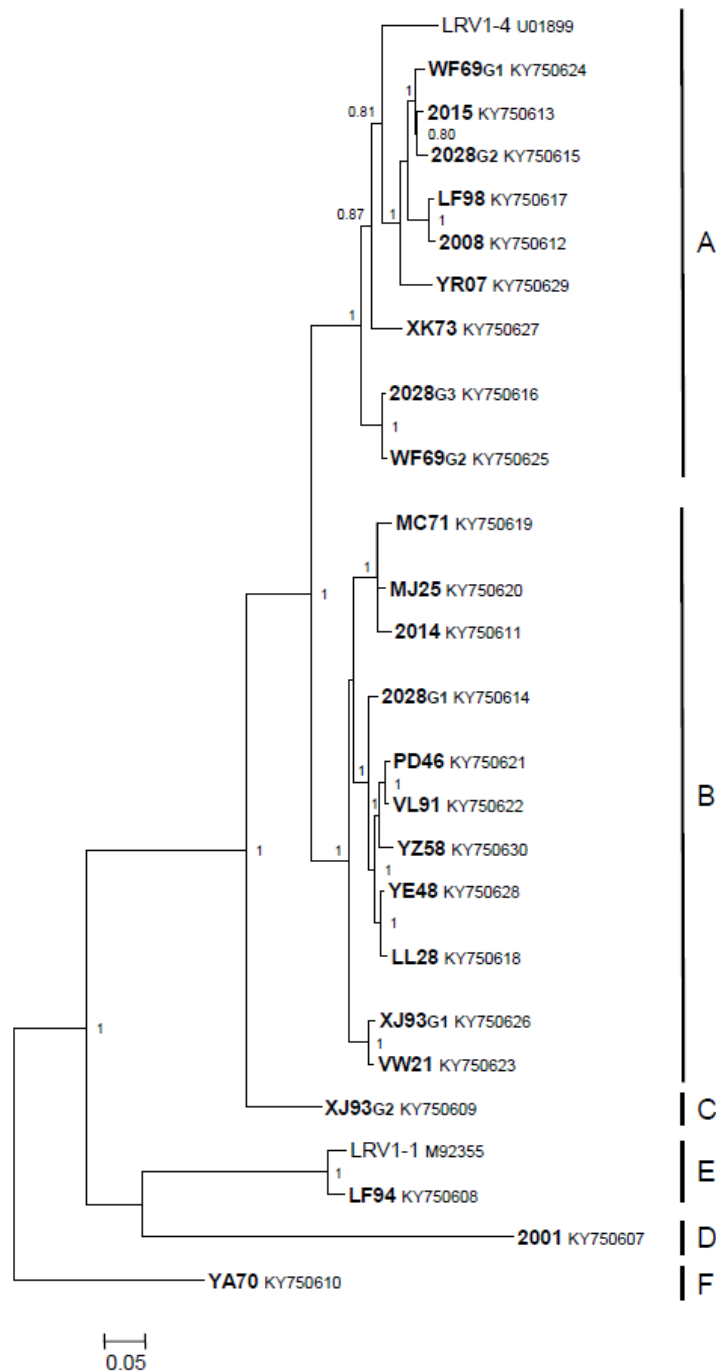 LRV1-4 U01899
WF69G1 KY750624
1
2015 KY750613
0.81
0.80
2028G2 KY750615
LF98 KY750617
1
1
0.87
2008 KY750612
A
YR07 KY750629
1
XK73 KY750627
2028G3 KY750616
1
WF69G2 KY750625
MC71 KY750619
1
MJ25 KY750620
1
2014 KY750611
2028G1 KY750614
PD46 KY750621
1
1
B
VL91 KY750622
1
YZ58 KY750630
1
1
1
YE48 KY750628
1
LL28 KY750618
XJ93G1 KY750626
1
1
VW21 KY750623
XJ93G2 KY750609
C
LRV1-1 M92355
1
E
LF94 KY750608
2001 KY750607
D
YA70 KY750610
F
0.05